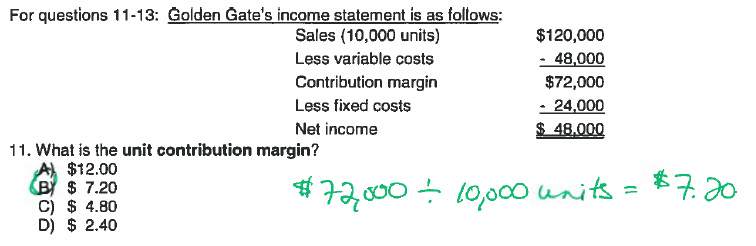 For questions 11-13: Golden Gate's income statement is as follows:
Sales (10,000 units) $120,000
Less variable costs - 48,000
Contribution margin $72,000
Less fixed costs - 24,000
Net income $ 48,000
11. What is the unit contribution margin?
A) $12.00
B) $ 7.20
C) $ 4.80
D) $ 2.40
$72,000 ÷ 10,000 units = $7.20